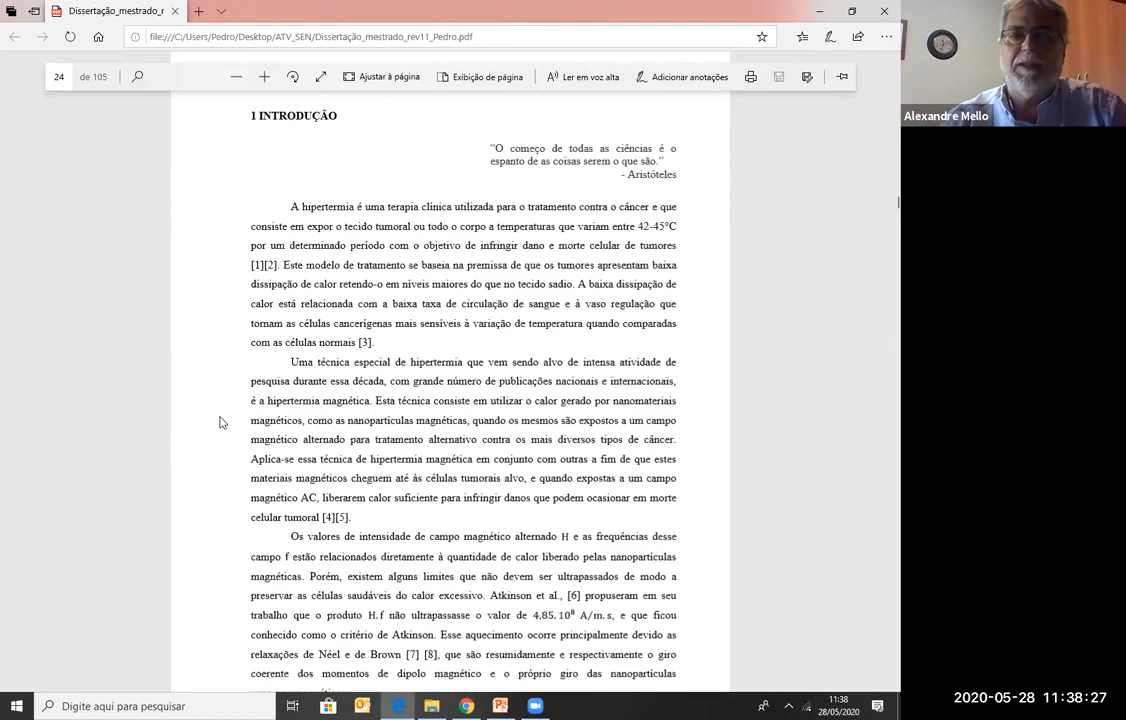 Dissertação_mestrado_r
file:///C:/Users/Pedro/Desktop/ATV_SEN/Dissertação_mestrado_rev11_Pedro.pdf
24 de 105
Ajustar à página
Exibição de página
Ler em voz alta
Adicionar anotações
Alexandre Mello
1 INTRODUÇÃO
“O começo de todas as ciências é o
espanto de as coisas serem o que são.”
- Aristóteles
A hipertermia é uma terapia clínica utilizada para o tratamento contra o câncer e que
consiste em expor o tecido tumoral ou todo o corpo a temperaturas que variam entre 42-45°C
por um determinado período com o objetivo de infringir dano e morte celular de tumores
[1][2]. Este modelo de tratamento se baseia na premissa de que os tumores apresentam baixa
dissipação de calor retendo-o em níveis maiores do que no tecido sadio. A baixa dissipação de
calor está relacionada com a baixa taxa de circulação de sangue e à vaso regulação que
tornam as células cancerígenas mais sensíveis à variação de temperatura quando comparadas
com as células normais [3].
Uma técnica especial de hipertermia que vem sendo alvo de intensa atividade de
pesquisa durante essa década, com grande número de publicações nacionais e internacionais,
é a hipertermia magnética. Esta técnica consiste em utilizar o calor gerado por nanomateriais
magnéticos, como as nanopartículas magnéticas, quando os mesmos são expostos a um campo
magnético alternado para tratamento alternativo contra os mais diversos tipos de câncer.
Aplica-se essa técnica de hipertermia magnética em conjunto com outras a fim de que estes
materiais magnéticos cheguem até às células tumorais alvo, e quando expostas a um campo
magnético AC, liberarem calor suficiente para infringir danos que podem ocasionar em morte
celular tumoral [4][5].
Os valores de intensidade de campo magnético alternado H e as frequências desse
campo f estão relacionados diretamente à quantidade de calor liberado pelas nanopartículas
magnéticas. Porém, existem alguns limites que não devem ser ultrapassados de modo a
preservar as células saudáveis do calor excessivo. Atkinson et al., [6] propuseram em seu
trabalho que o produto H.f não ultrapassasse o valor de 4,85.10⁸ A/m.s, e que ficou
conhecido como o critério de Atkinson. Esse aquecimento ocorre principalmente devido as
relaxações de Néel e de Brown [7] [8], que são resumidamente e respectivamente o giro
coerente dos momentos de dipolo magnético e o próprio giro das nanopartículas
Digite aqui para pesquisar
11:38
28/05/2020
2020-05-28 11:38:27